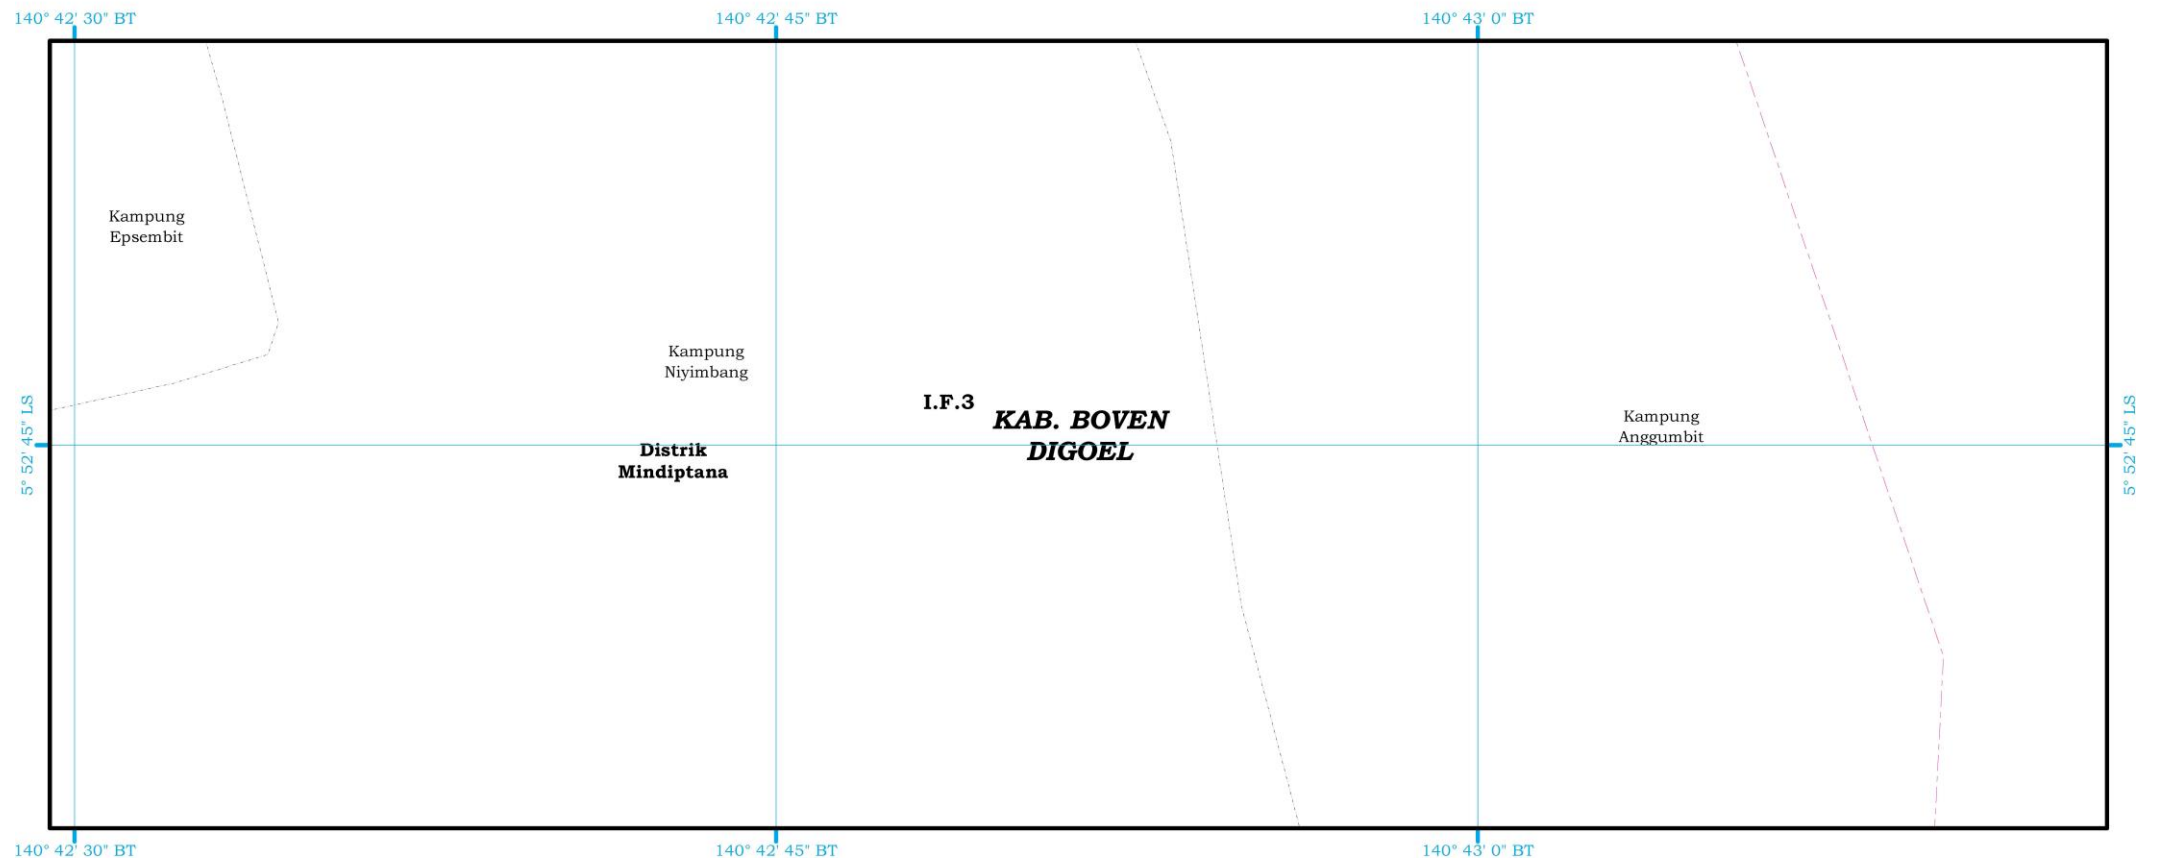 140° 42' 30" BT
140° 42' 45" BT
140° 43' 0" BT
Kampung
Epsembit
Kampung
Niyimbang
I.F.3
KAB. BOVEN
DIGOEL
Kampung
Anggumbit
5° 52' 45" LS
5° 52' 45" LS
Distrik
Mindiptana
140° 42' 30" BT
140° 42' 45" BT
140° 43' 0" BT